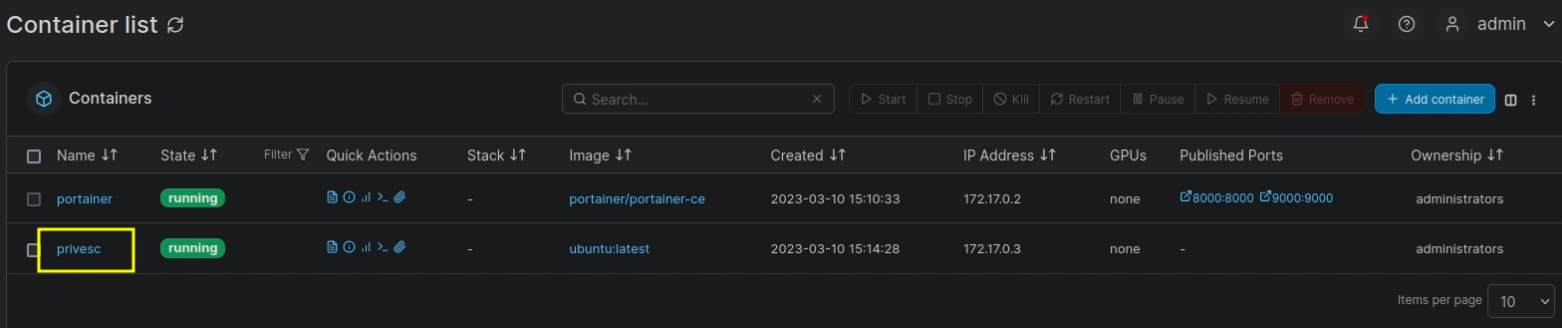 Container list
admin
Containers
Search...
Start Stop Kill Restart Pause Resume Remove + Add container
Name State Filter Quick Actions Stack Image Created IP Address GPUs Published Ports Ownership
portainer running - portainer/portainer-ce 2023-03-10 15:10:33 172.17.0.2 none 8000:8000 9000:9000 administrators
privesc running - ubuntu:latest 2023-03-10 15:14:28 172.17.0.3 none - administrators
Items per page 10